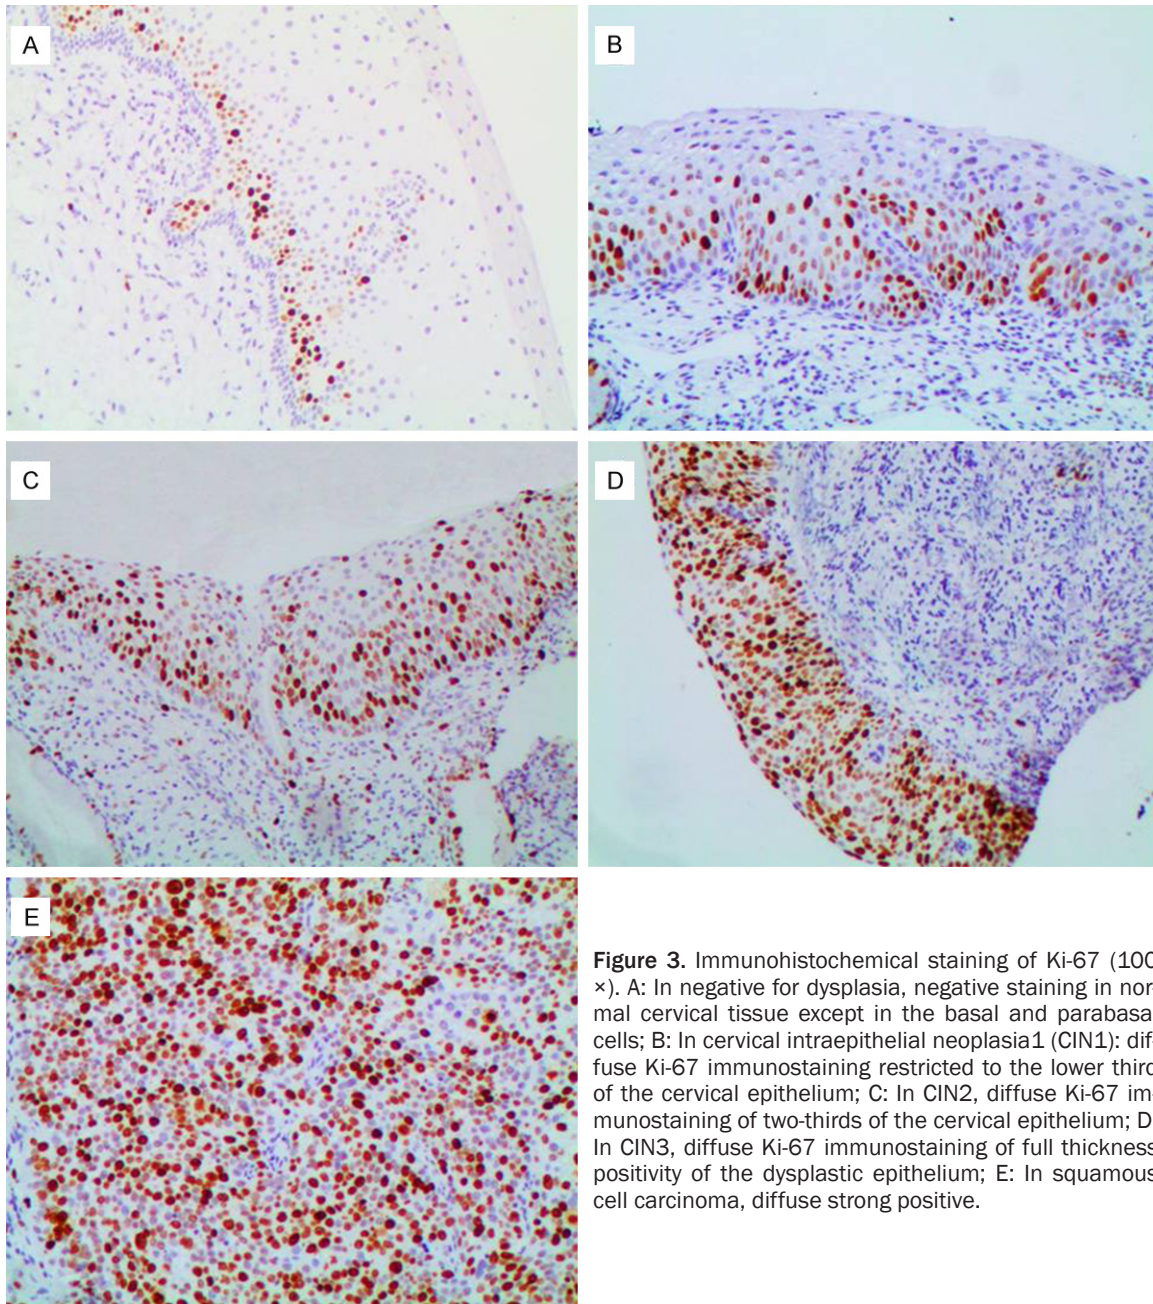 A
B
C
D
E
Figure 3. Immunohistochemical staining of Ki-67 (100
×). A: In negative for dysplasia, negative staining in nor
mal cervical tissue except in the basal and parabasa
cells; B: In cervical intraepithelial neoplasia1 (CIN1): dif
fuse Ki-67 immunostaining restricted to the lower third
of the cervical epithelium; C: In CIN2, diffuse Ki-67 im
munostaining of two-thirds of the cervical epithelium; D
In CIN3, diffuse Ki-67 immunostaining of full thickness
positivity of the dysplastic epithelium; E: In squamous
cell carcinoma, diffuse strong positive.